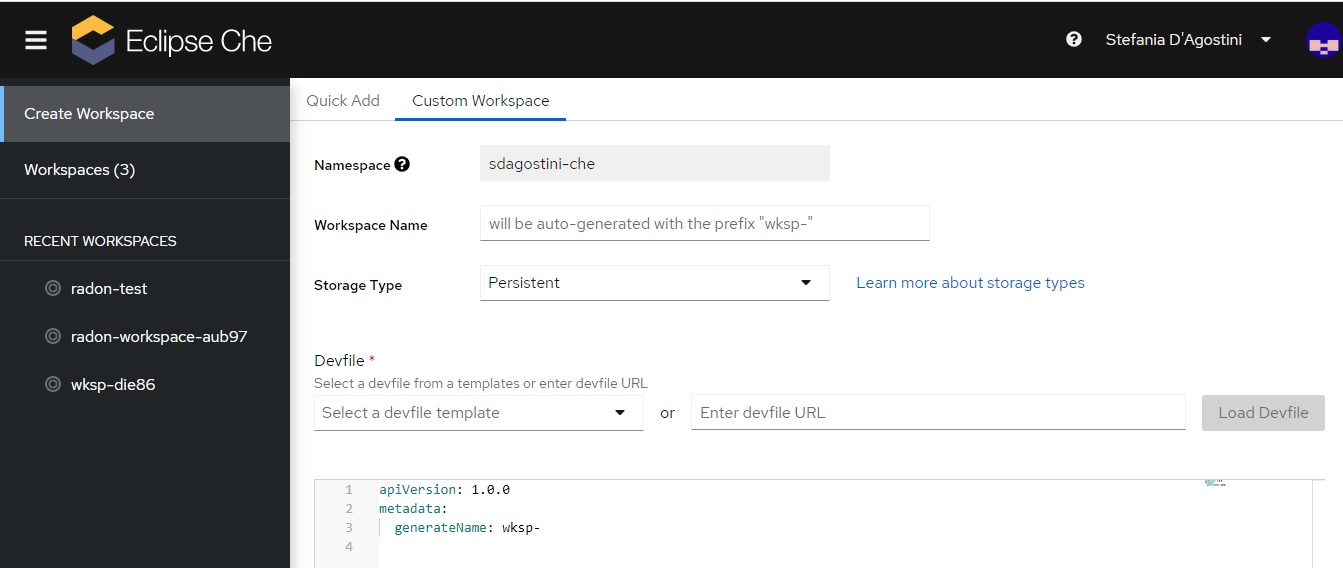 Eclipse Che
Stefania D'Agostini
Create Workspace
Workspaces (3)
RECENT WORKSPACES
radon-test
radon-workspace-aub97
wksp-die86
Quick Add Custom Workspace
Namespace ? sdagostini-che
Workspace Name will be auto-generated with the prefix "wksp-"
Storage Type Persistent Learn more about storage types
Devfile *
Select a devfile from a templates or enter devfile URL
Select a devfile template or Enter devfile URL Load Devfile
1 apiVersion: 1.0.0
2 metadata:
3 generateName: wksp-
4